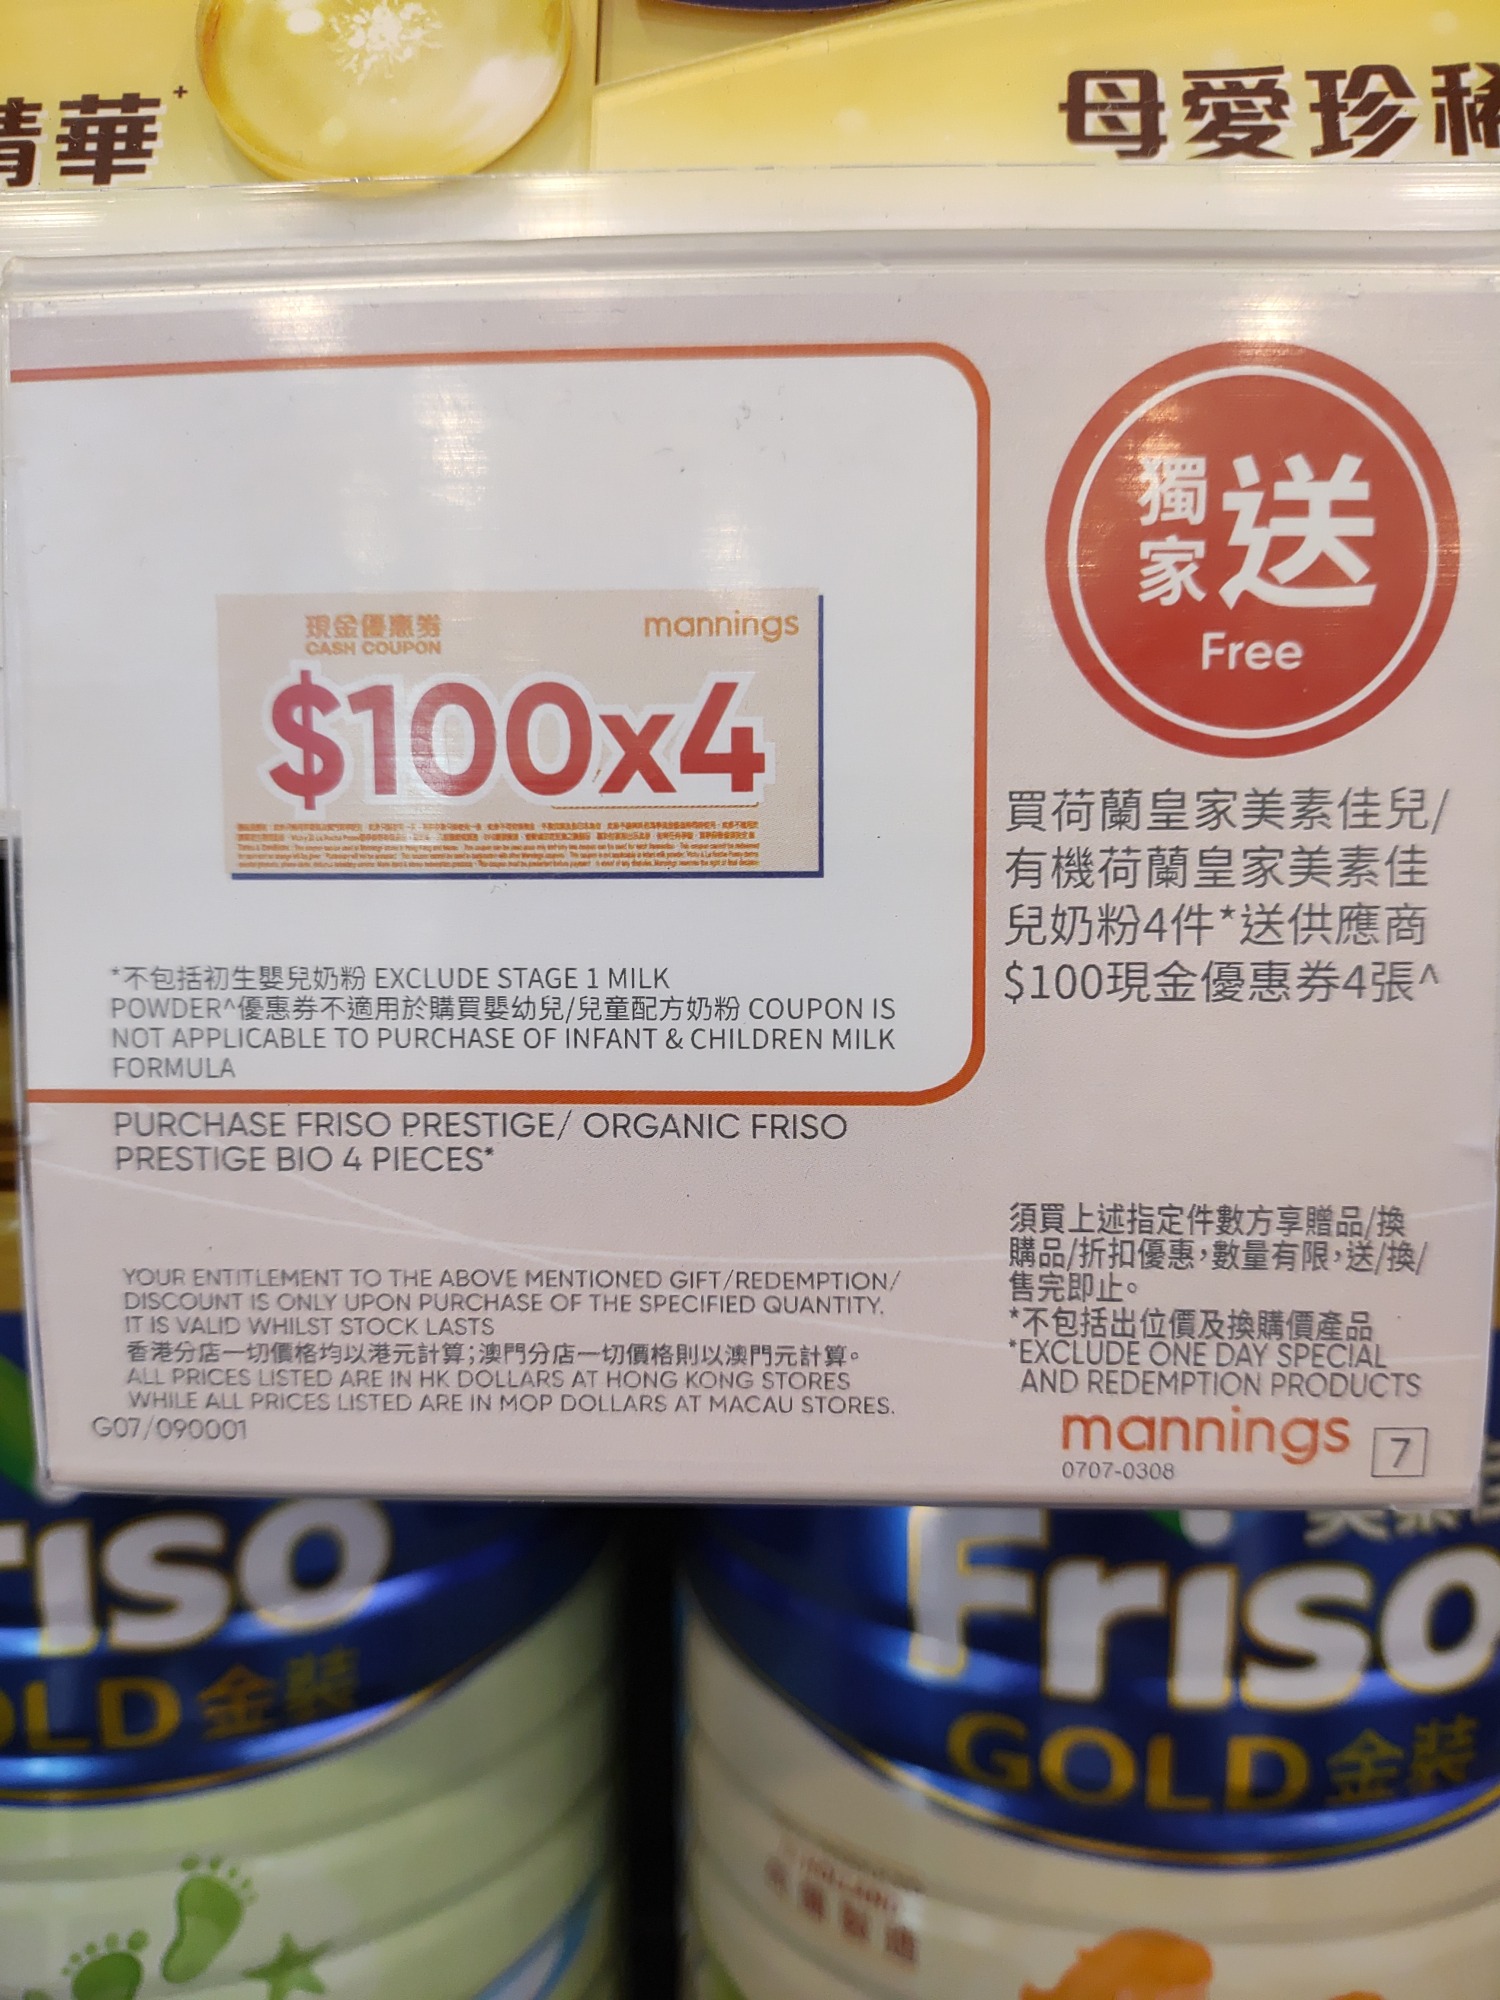 精華+
母愛珍稀
現金優惠券
CASH COUPON
mannings
$100x4
獨家送
Free
買荷蘭皇家美素佳兒/
有機荷蘭皇家美素佳
兒奶粉4件*送供應商
$100現金優惠券4張^
*不包括初生嬰兒奶粉 EXCLUDE STAGE 1 MILK
POWDER^優惠券不適用於購買嬰幼兒/兒童配方奶粉 COUPON IS
NOT APPLICABLE TO PURCHASE OF INFANT & CHILDREN MILK
FORMULA
PURCHASE FRISO PRESTIGE/ ORGANIC FRISO
PRESTIGE BIO 4 PIECES*
YOUR ENTITLEMENT TO THE ABOVE MENTIONED GIFT/REDEMPTION/
DISCOUNT IS ONLY UPON PURCHASE OF THE SPECIFIED QUANTITY.
IT IS VALID WHILST STOCK LASTS
香港分店一切價格均以港元計算;澳門分店一切價格則以澳門元計算。
ALL PRICES LISTED ARE IN HK DOLLARS AT HONG KONG STORES
WHILE ALL PRICES LISTED ARE IN MOP DOLLARS AT MACAU STORES.
G07/090001
須買上述指定件數方享贈品/換
購品/折扣優惠,數量有限,送/換/
售完即止。
*不包括出位價及換購價產品
*EXCLUDE ONE DAY SPECIAL
AND REDEMPTION PRODUCTS
mannings 7
0707-0308
riso
OLD金裝
Friso
GOLD金裝